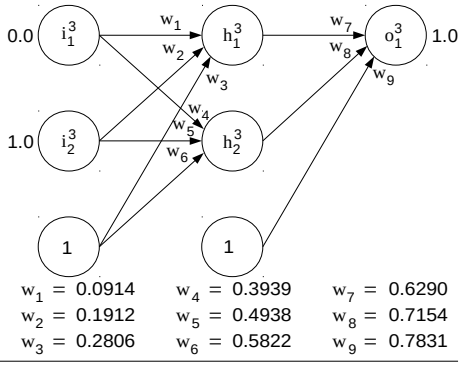 w₁ w₇
0.0 i₁³ h₁³ o₁³ 1.0
w₂ w₈
w₃ w₉
w₄
w₅
1.0 i₂³ h₂³
w₆
1 1
w₁ = 0.0914 w₄ = 0.3939 w₇ = 0.6290
w₂ = 0.1912 w₅ = 0.4938 w₈ = 0.7154
w₃ = 0.2806 w₆ = 0.5822 w₉ = 0.7831